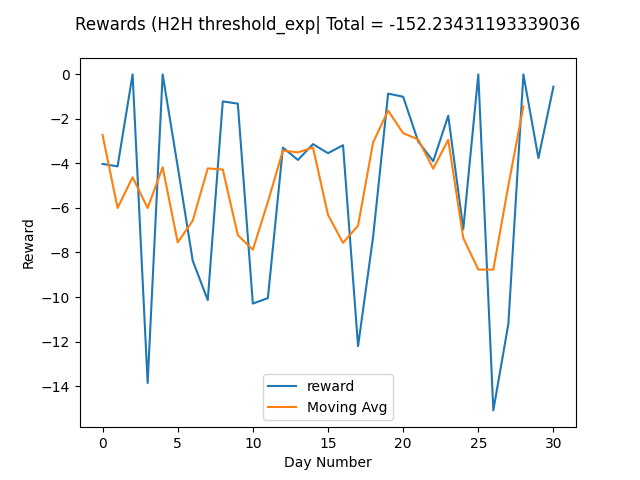 Rewards (H2H threshold_exp| Total = -152.23431193339036
0
−2
−4
−6
−8
−10
−12
−14
Reward
reward
Moving Avg
0 5 10 15 20 25 30
Day Number